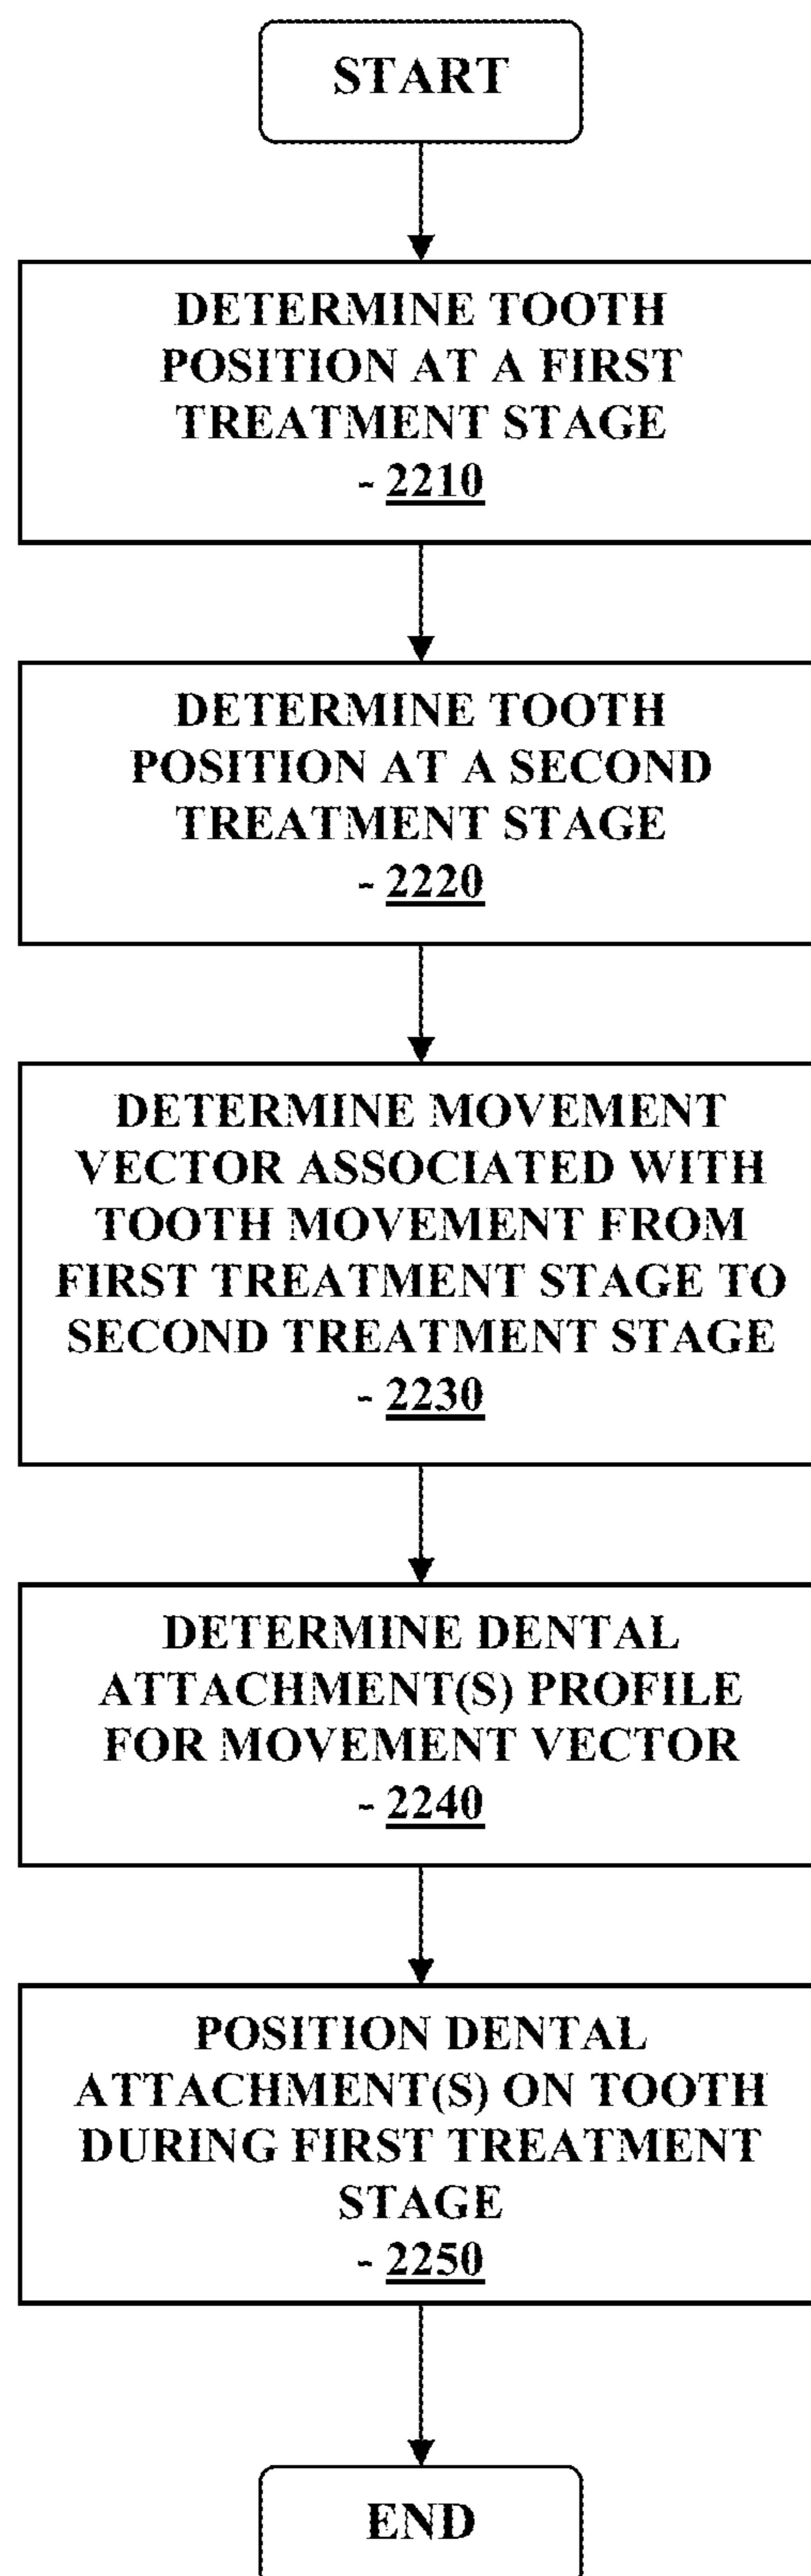 START
DETERMINE TOOTH
POSITION AT A FIRST
TREATMENT STAGE
- 2210
DETERMINE TOOTH
POSITION AT A SECOND
TREATMENT STAGE
- 2220
DETERMINE MOVEMENT
VECTOR ASSOCIATED WITH
TOOTH MOVEMENT FROM
FIRST TREATMENT STAGE TO
SECOND TREATMENT STAGE
- 2230
DETERMINE DENTAL
ATTACHMENT(S) PROFILE
FOR MOVEMENT VECTOR
- 2240
POSITION DENTAL
ATTACHMENT(S) ON TOOTH
DURING FIRST TREATMENT
STAGE
- 2250
END